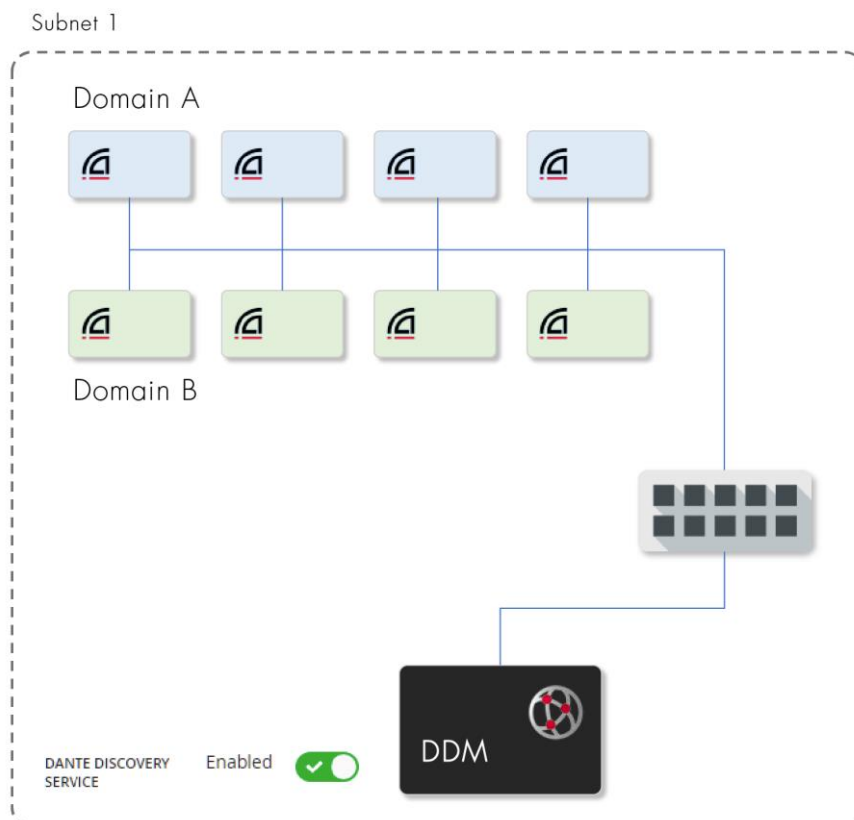 Subnet 1
Domain A
Domain B
DANTE DISCOVERY
SERVICE
Enabled
DDM